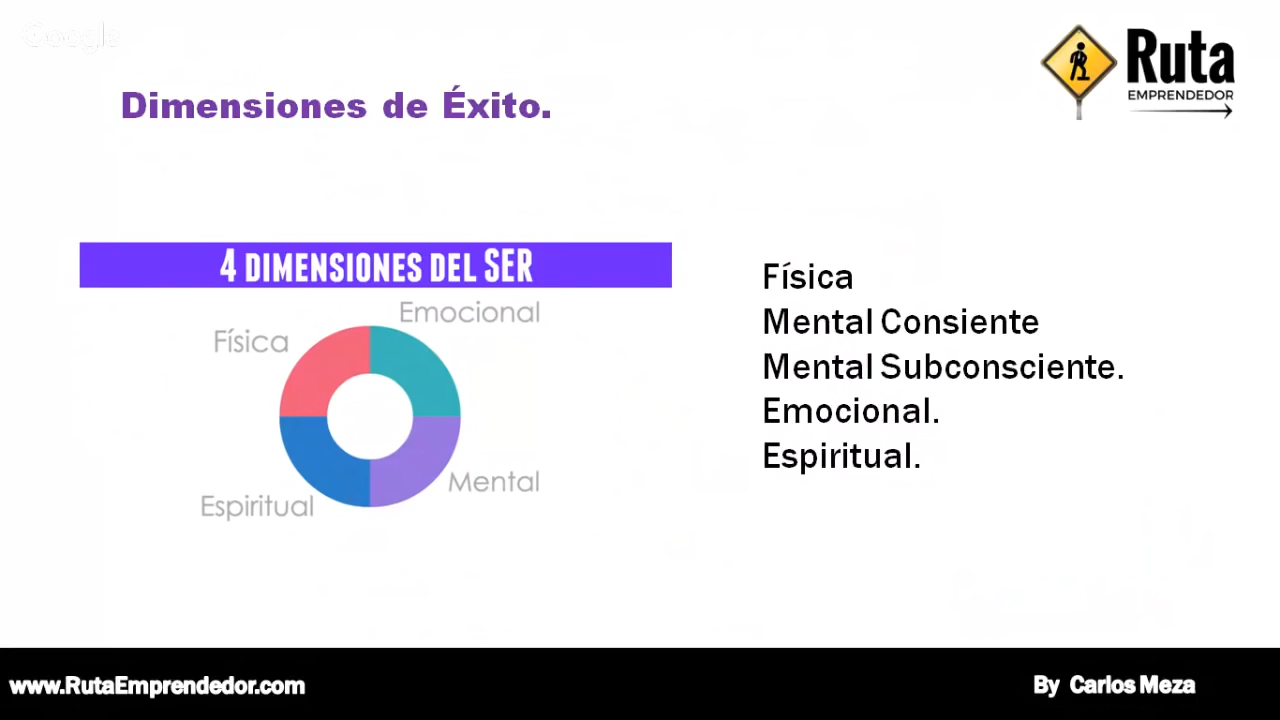 Google
Ruta
EMPRENDEDOR
Dimensiones de Éxito.
4 DIMENSIONES DEL SER
Emocional
Física
Mental
Espiritual
Física
Mental Consiente
Mental Subconsciente.
Emocional.
Espiritual.
www.RutaEmprendedor.com
By Carlos Meza